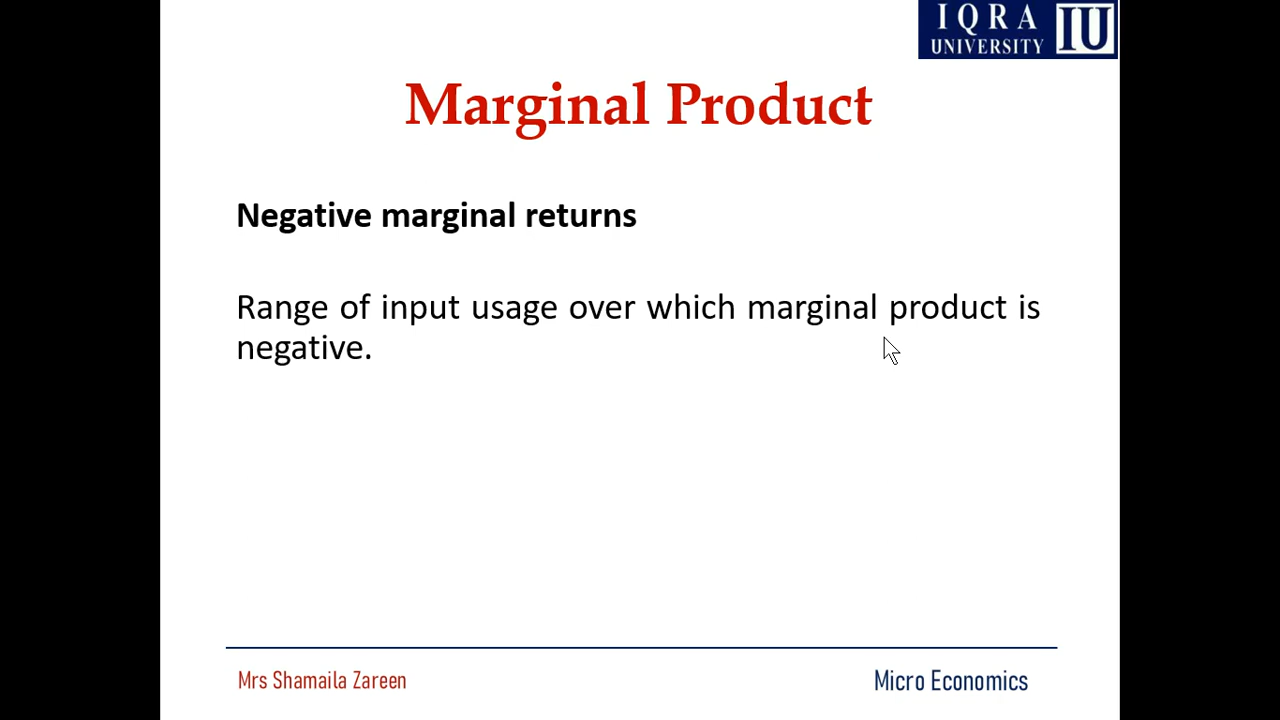 IQRA
UNIVERSITY IU
Marginal Product
Negative marginal returns
Range of input usage over which marginal product is
negative.
Mrs Shamaila Zareen
Micro Economics